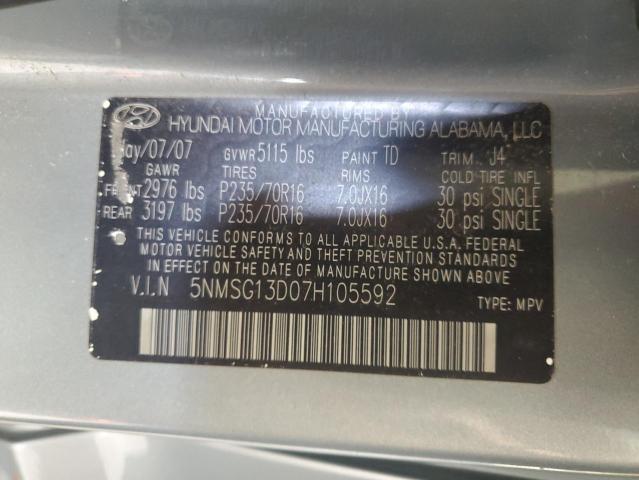 MANUFACTURED BY
HYUNDAI MOTOR MANUFACTURING ALABAMA, LLC
May/07/07 GVWR 5115 lbs PAINT TD TRIM. J4
GAWR TIRES RIMS COLD TIRE INFL
FRONT 2976 lbs P235/70R16 7.0JX16 30 psi SINGLE
REAR 3197 lbs P235/70R16 7.0JX16 30 psi SINGLE
THIS VEHICLE CONFORMS TO ALL APPLICABLE U.S.A. FEDERAL
MOTOR VEHICLE SAFETY AND THEFT PREVENTION STANDARDS
IN EFFECT ON THE DATE OF MANUFACTURE SHOWN ABOVE.
V.I.N 5NMSG13D07H105592 TYPE: MPV